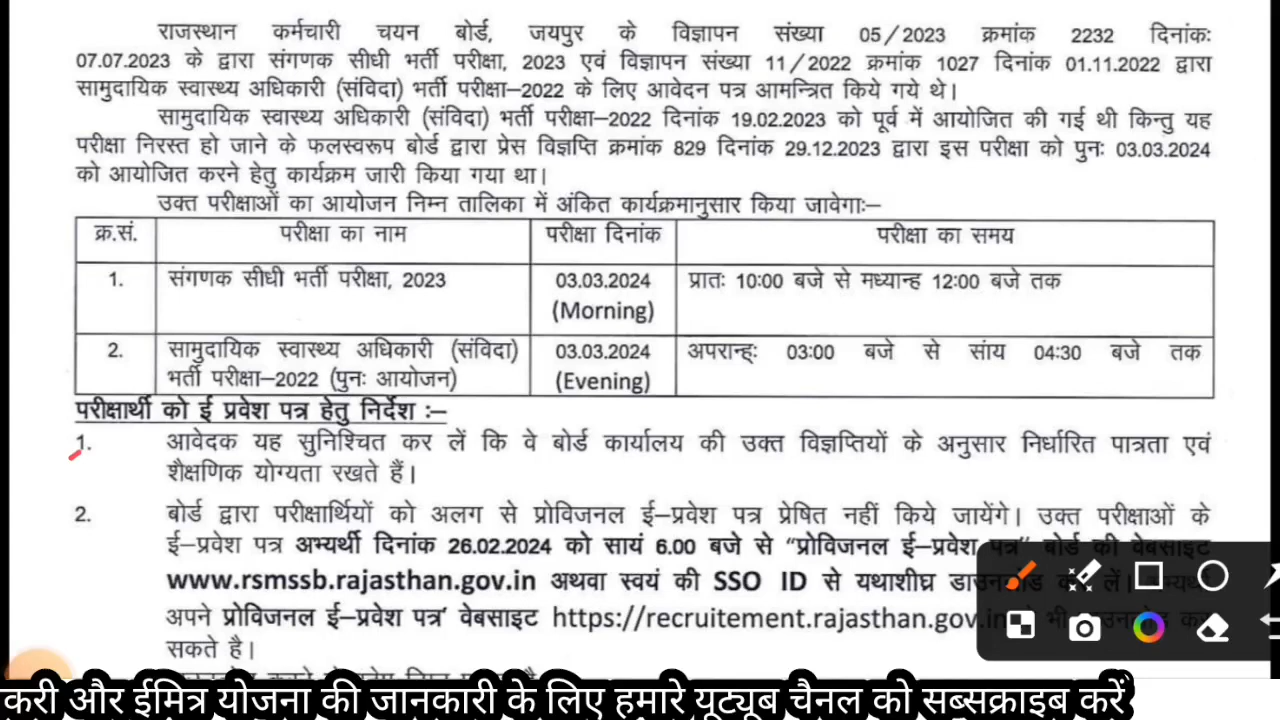 राजस्थान कर्मचारी चयन बोर्ड, जयपुर के विज्ञापन संख्या 05/2023 क्रमांक 2232 दिनांकः
07.07.2023 के द्वारा संगणक सीधी भर्ती परीक्षा, 2023 एवं विज्ञापन संख्या 11/2022 क्रमांक 1027 दिनांक 01.11.2022 द्वारा
सामुदायिक स्वास्थ्य अधिकारी (संविदा) भर्ती परीक्षा–2022 के लिए आवेदन पत्र आमन्त्रित किये गये थे।
सामुदायिक स्वास्थ्य अधिकारी (संविदा) भर्ती परीक्षा–2022 दिनांक 19.02.2023 को पूर्व में आयोजित की गई थी किन्तु यह
परीक्षा निरस्त हो जाने के फलस्वरूप बोर्ड द्वारा प्रेस विज्ञप्ति क्रमांक 829 दिनांक 29.12.2023 द्वारा इस परीक्षा को पुनः 03.03.2024
को आयोजित करने हेतु कार्यक्रम जारी किया गया था।
उक्त परीक्षाओं का आयोजन निम्न तालिका में अंकित कार्यक्रमानुसार किया जावेगाः–
क्र.सं. परीक्षा का नाम परीक्षा दिनांक परीक्षा का समय
1. संगणक सीधी भर्ती परीक्षा, 2023 03.03.2024 प्रातः 10:00 बजे से मध्यान्ह 12:00 बजे तक
(Morning)
2. सामुदायिक स्वास्थ्य अधिकारी (संविदा) 03.03.2024 अपरान्ह्ः 03:00 बजे से सांय 04:30 बजे तक
भर्ती परीक्षा–2022 (पुनः आयोजन) (Evening)
परीक्षार्थी को ई प्रवेश पत्र हेतु निर्देश :–
1. आवेदक यह सुनिश्चित कर लें कि वे बोर्ड कार्यालय की उक्त विज्ञप्तियों के अनुसार निर्धारित पात्रता एवं
शैक्षणिक योग्यता रखते हैं।
2. बोर्ड द्वारा परीक्षार्थियों को अलग से प्रोविजनल ई–प्रवेश पत्र प्रेषित नहीं किये जायेंगे। उक्त परीक्षाओं के
ई–प्रवेश पत्र अभ्यर्थी दिनांक 26.02.2024 को सायं 6.00 बजे से "प्रोविजनल ई–प्रवेश पत्र" बोर्ड की वेबसाइट
www.rsmssb.rajasthan.gov.in अथवा स्वयं की SSO ID से यथाशीघ्र डाउनलोड कर लें।
अपने प्रोविजनल ई–प्रवेश पत्र' वेबसाइट https://recruitement.rajasthan.gov.in
सकते है।
करी और ईमित्र योजना की जानकारी के लिए हमारे यूट्यूब चैनल को सब्सक्राइब करें